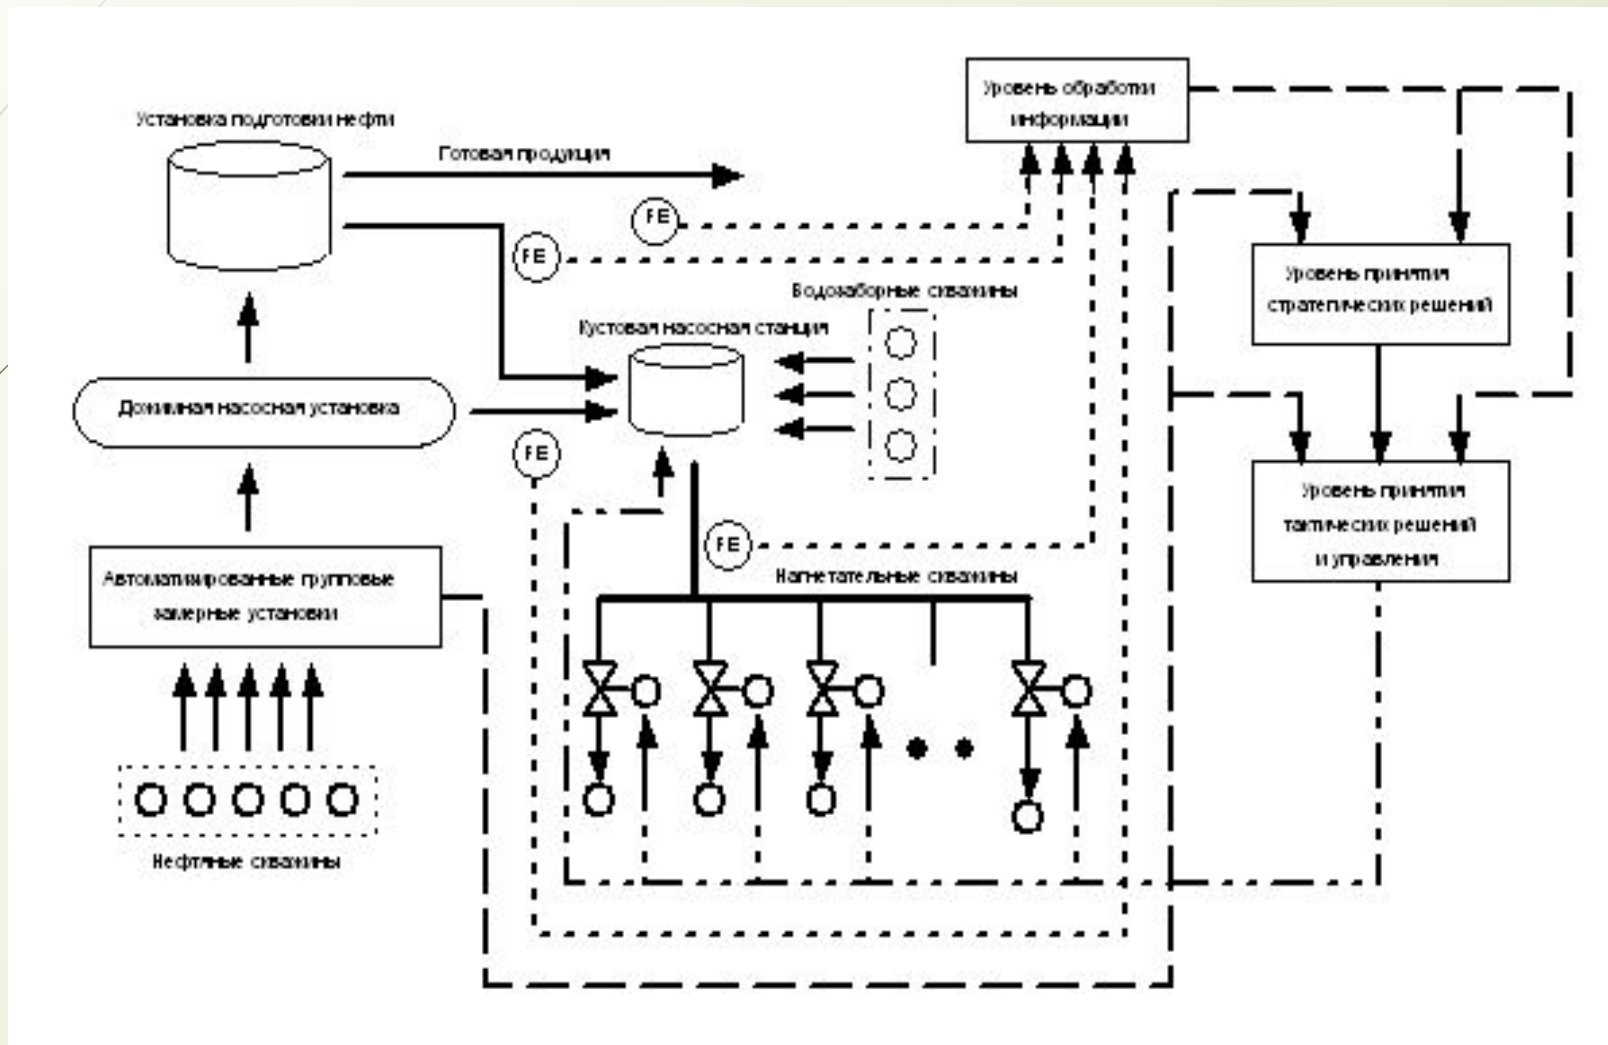 Уровень обработки
информации
Установка подготовки нефти
Готовая продукция
FE
FE
Уровень принятия
стратегических решений
Водозаборные скважины
Кустовая насосная станция
Дожимная насосная установка
FE
Уровень принятия
тактических решений
и управления
FE
Автоматизированные групповые
замерные установки
Нагнетательные скважины
Нефтяные скважины